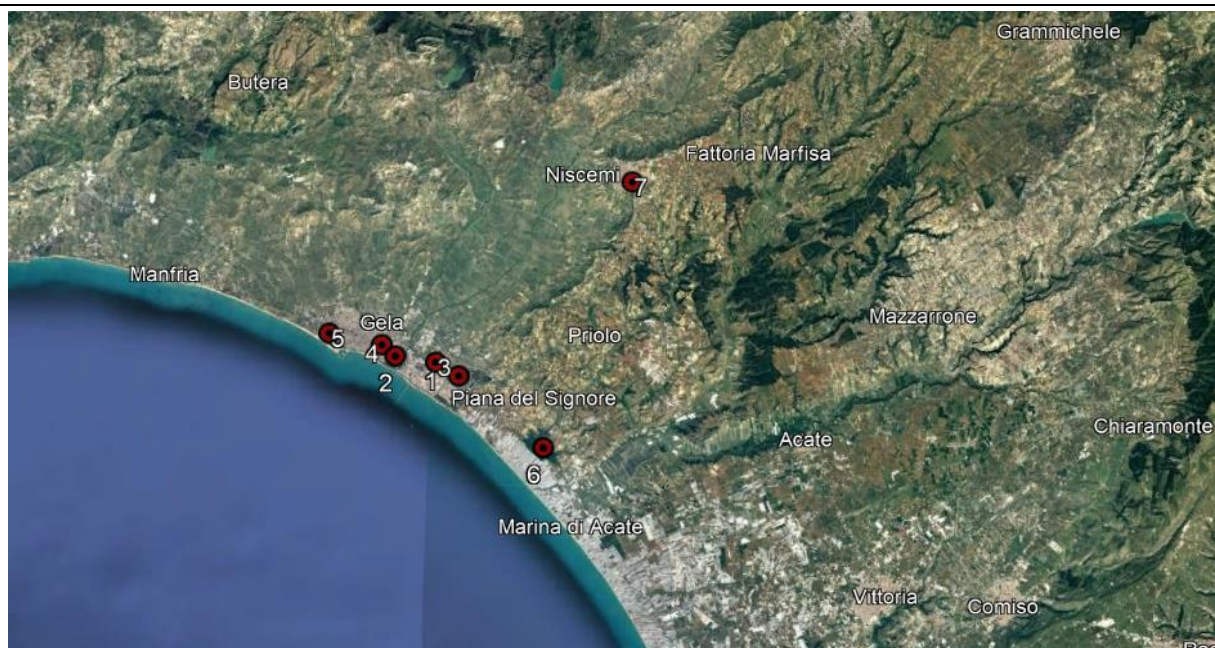 Grammichele
Butera
Fattoria Marfisa
Niscemi
7
Manfria
Gela
5
4
Priolo
Mazzarrone
3
2
1
Piana del Signore
Chiaramonte
Acate
6
Marina di Acate
Vittoria
Comiso